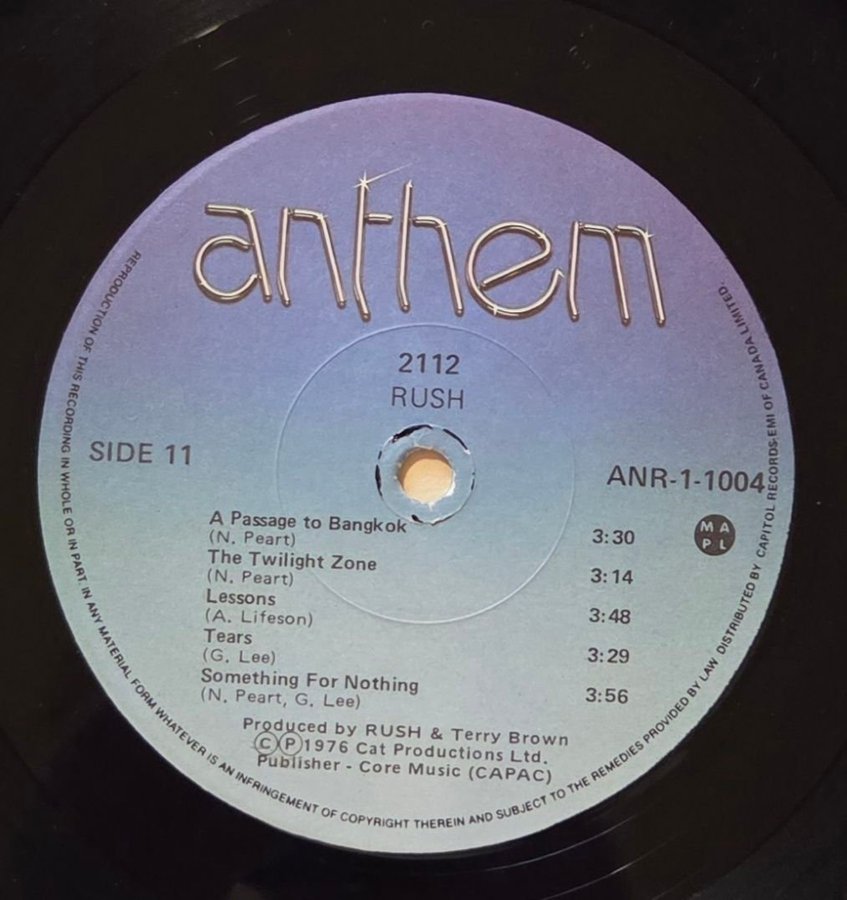 anthem
2112
RUSH
SIDE 11
ANR-1-1004
MA
PL
A Passage to Bangkok 3:30
(N. Peart)
The Twilight Zone 3:14
(N. Peart)
Lessons 3:48
(A. Lifeson)
Tears 3:29
(G. Lee)
Something For Nothing 3:56
(N. Peart, G. Lee)
Produced by RUSH & Terry Brown
Ⓒ Ⓟ 1976 Cat Productions Ltd.
Publisher - Core Music (CAPAC)
REPRODUCTION OF THIS RECORDING IN WHOLE OR IN PART. IN ANY MATERIAL FORM WHATEVER IS AN INFRINGEMENT OF COPYRIGHT THEREIN AND SUBJECT TO THE REMEDIES PROVIDED BY LAW DISTRIBUTED BY CAPITOL RECORDS-EMI OF CANADA LIMITED.